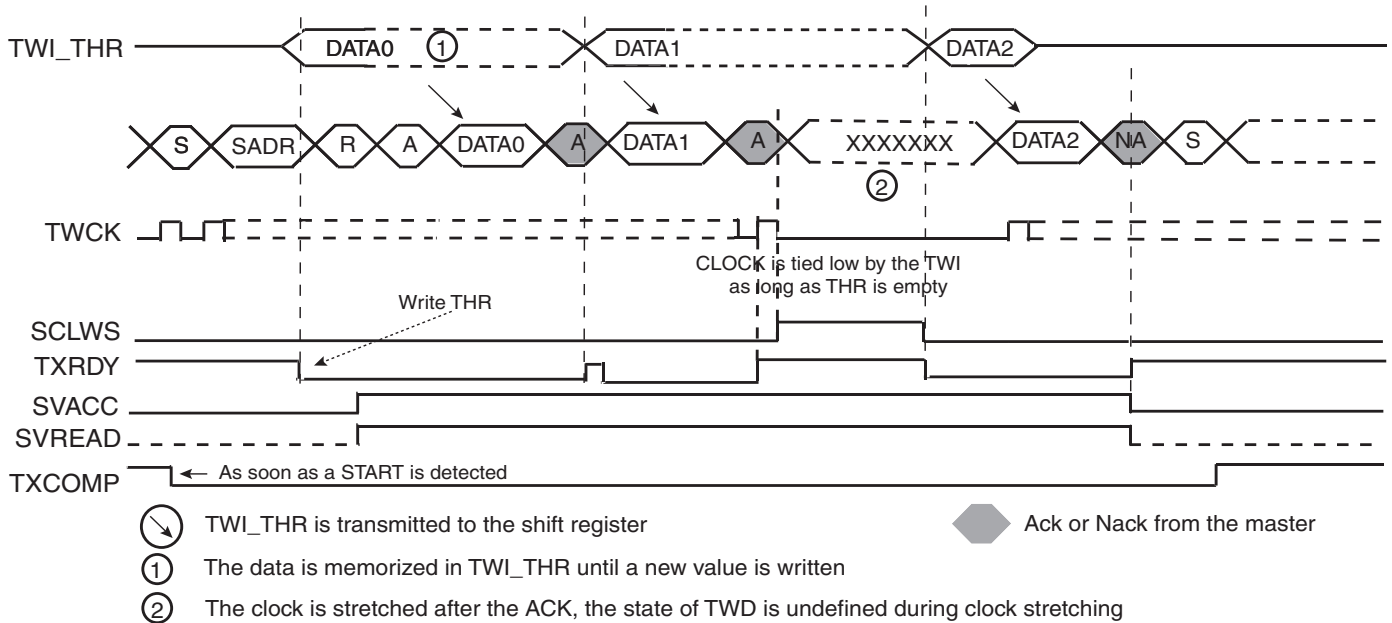 TWI_THR DATA0 1 DATA1 DATA2
S SADR R A DATA0 A DATA1 A XXXXXXX DATA2 NA S
2
TWCK
CLOCK is tied low by the TWI
as long as THR is empty
Write THR
SCLWS
TXRDY
SVACC
SVREAD
TXCOMP As soon as a START is detected
TWI_THR is transmitted to the shift register Ack or Nack from the master
1 The data is memorized in TWI_THR until a new value is written
2 The clock is stretched after the ACK, the state of TWD is undefined during clock stretching